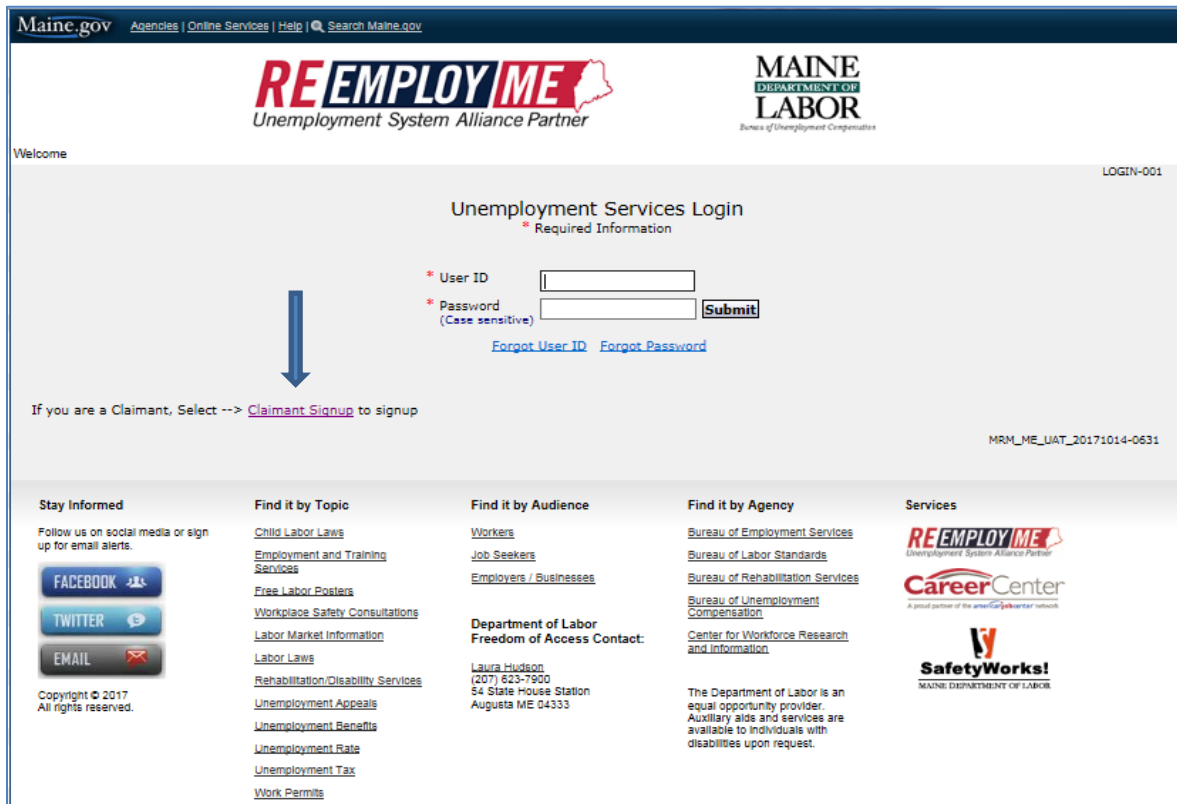 Maine.gov Agencies | Online Services | Help | Search Maine.gov
REEMPLOYME
Unemployment System Alliance Partner
MAINE
DEPARTMENT OF
LABOR
Bureau of Unemployment Compensation
Welcome
LOGIN-001
Unemployment Services Login
* Required Information
* User ID
* Password
(Case sensitive)
Submit
Forgot User ID Forgot Password
If you are a Claimant, Select --> Claimant Signup to signup
MRM_ME_UAT_20171014-0631
Stay Informed
Follow us on social media or sign
up for email alerts.
FACEBOOK
TWITTER
EMAIL
Copyright © 2017
All rights reserved.
Find it by Topic
Child Labor Laws
Employment and Training
Services
Free Labor Posters
Workplace Safety Consultations
Labor Market Information
Labor Laws
Rehabilitation/Disability Services
Unemployment Appeals
Unemployment Benefits
Unemployment Rate
Unemployment Tax
Work Permits
Find it by Audience
Workers
Job Seekers
Employers / Businesses
Department of Labor
Freedom of Access Contact:
Laura Hudson
(207) 623-7900
54 State House Station
Augusta ME 04333
Find it by Agency
Bureau of Employment Services
Bureau of Labor Standards
Bureau of Rehabilitation Services
Bureau of Unemployment
Compensation
Center for Workforce Research
and Information
The Department of Labor is an
equal opportunity provider.
Auxiliary aids and services are
available to individuals with
disabilities upon request.
Services
REEMPLOYME
Unemployment System Alliance Partner
CareerCenter
A proud partner of the americanjobcenter network
SafetyWorks!
MAINE DEPARTMENT OF LABOR